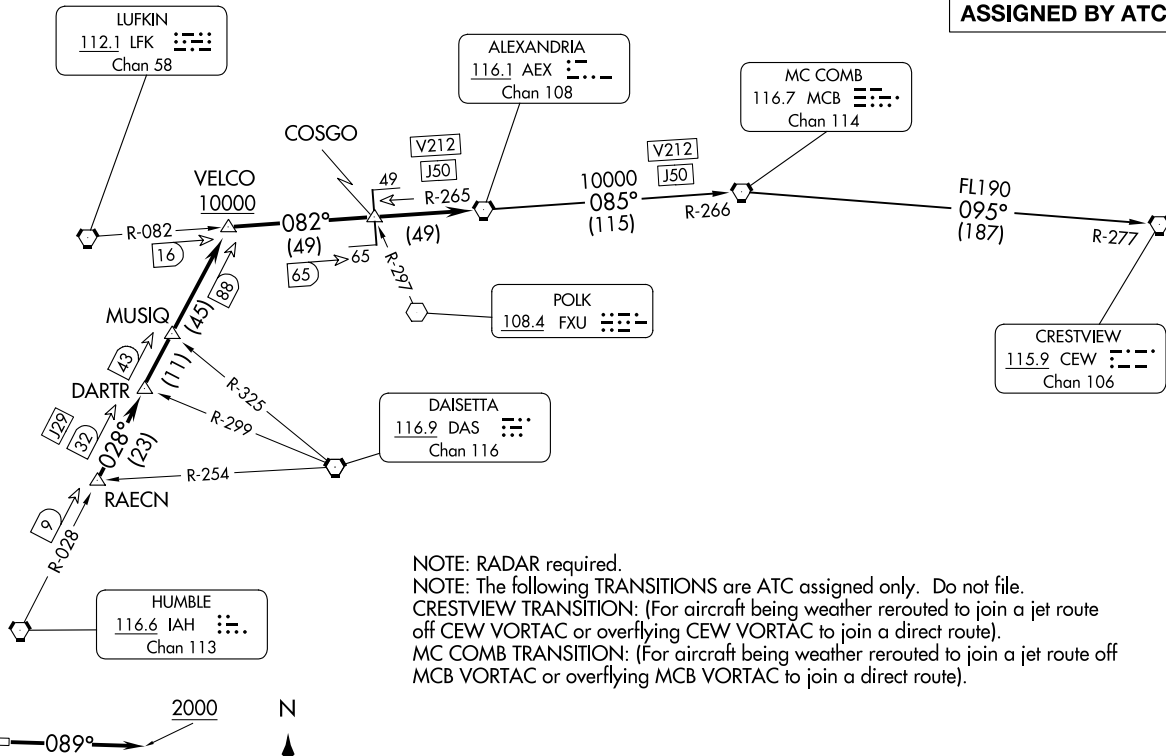 ASSIGNED BY ATC
LUFKIN
112.1 LFK
Chan 58
ALEXANDRIA
116.1 AEX
Chan 108
MC COMB
116.7 MCB
Chan 114
COSGO
V212
J50
V212
J50
VELCO
10000
49
R-265
10000
085°
(115)
R-266
FL190
095°
(187)
R-277
R-082
16
082°
(49)
(49)
65
65
R-297
88
POLK
108.4 FXU
MUSIQ
(45)
CRESTVIEW
115.9 CEW
Chan 106
43
(11)
DARTR
R-325
R-299
DAISETTA
116.9 DAS
Chan 116
J29
32
028°
(23)
R-254
RAECN
9
R-028
NOTE: RADAR required.
NOTE: The following TRANSITIONS are ATC assigned only. Do not file.
CRESTVIEW TRANSITION: (For aircraft being weather rerouted to join a jet route
off CEW VORTAC or overflying CEW VORTAC to join a direct route).
MC COMB TRANSITION: (For aircraft being weather rerouted to join a jet route off
MCB VORTAC or overflying MCB VORTAC to join a direct route).
HUMBLE
116.6 IAH
Chan 113
2000
N
089°